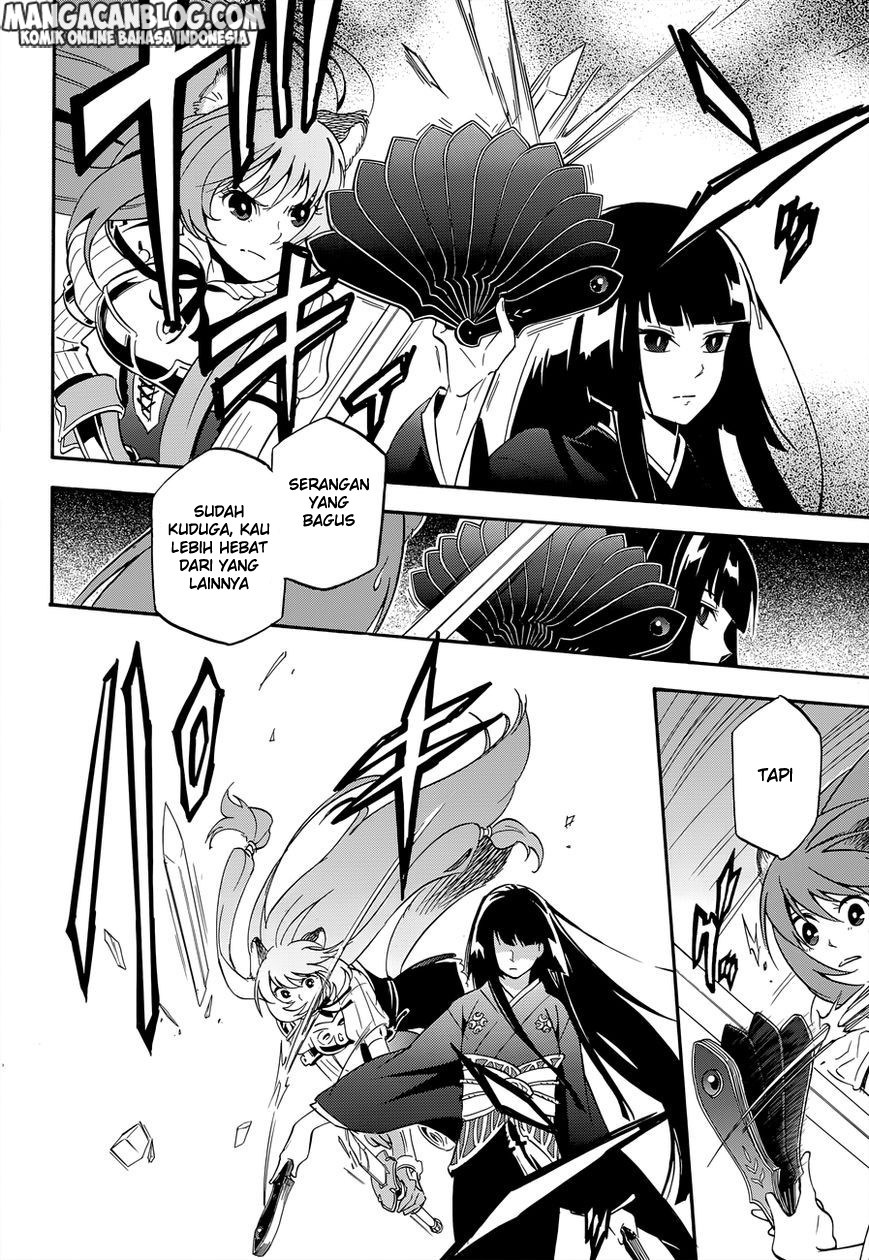 MANGACANBLOG.COM
KOMIK ONLINE BAHASA INDONESIA
SERANGAN
YANG
BAGUS
SUDAH
KUDUGA, KAU
LEBIH HEBAT
DARI YANG
LAINNYA
TAPI